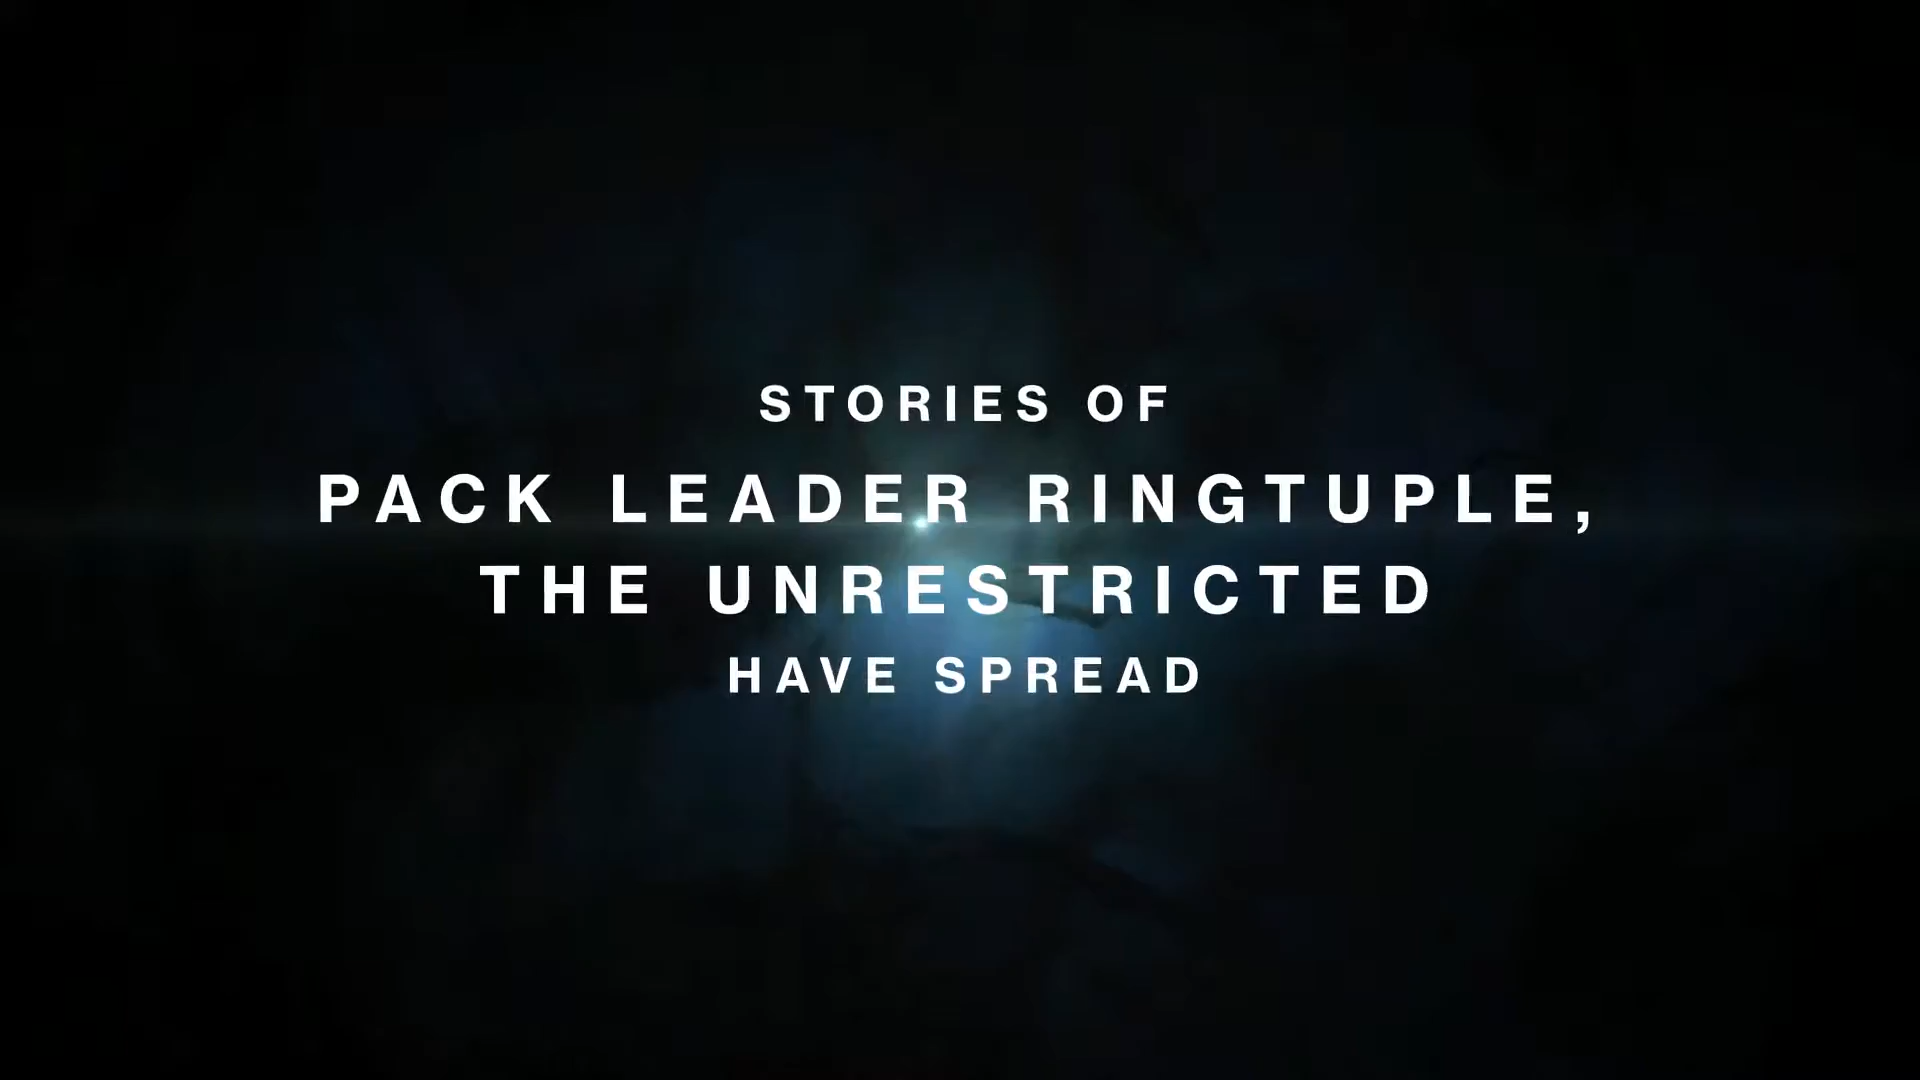 STORIES OF
PACK LEADER RINGTUPLE,
THE UNRESTRICTED
HAVE SPREAD